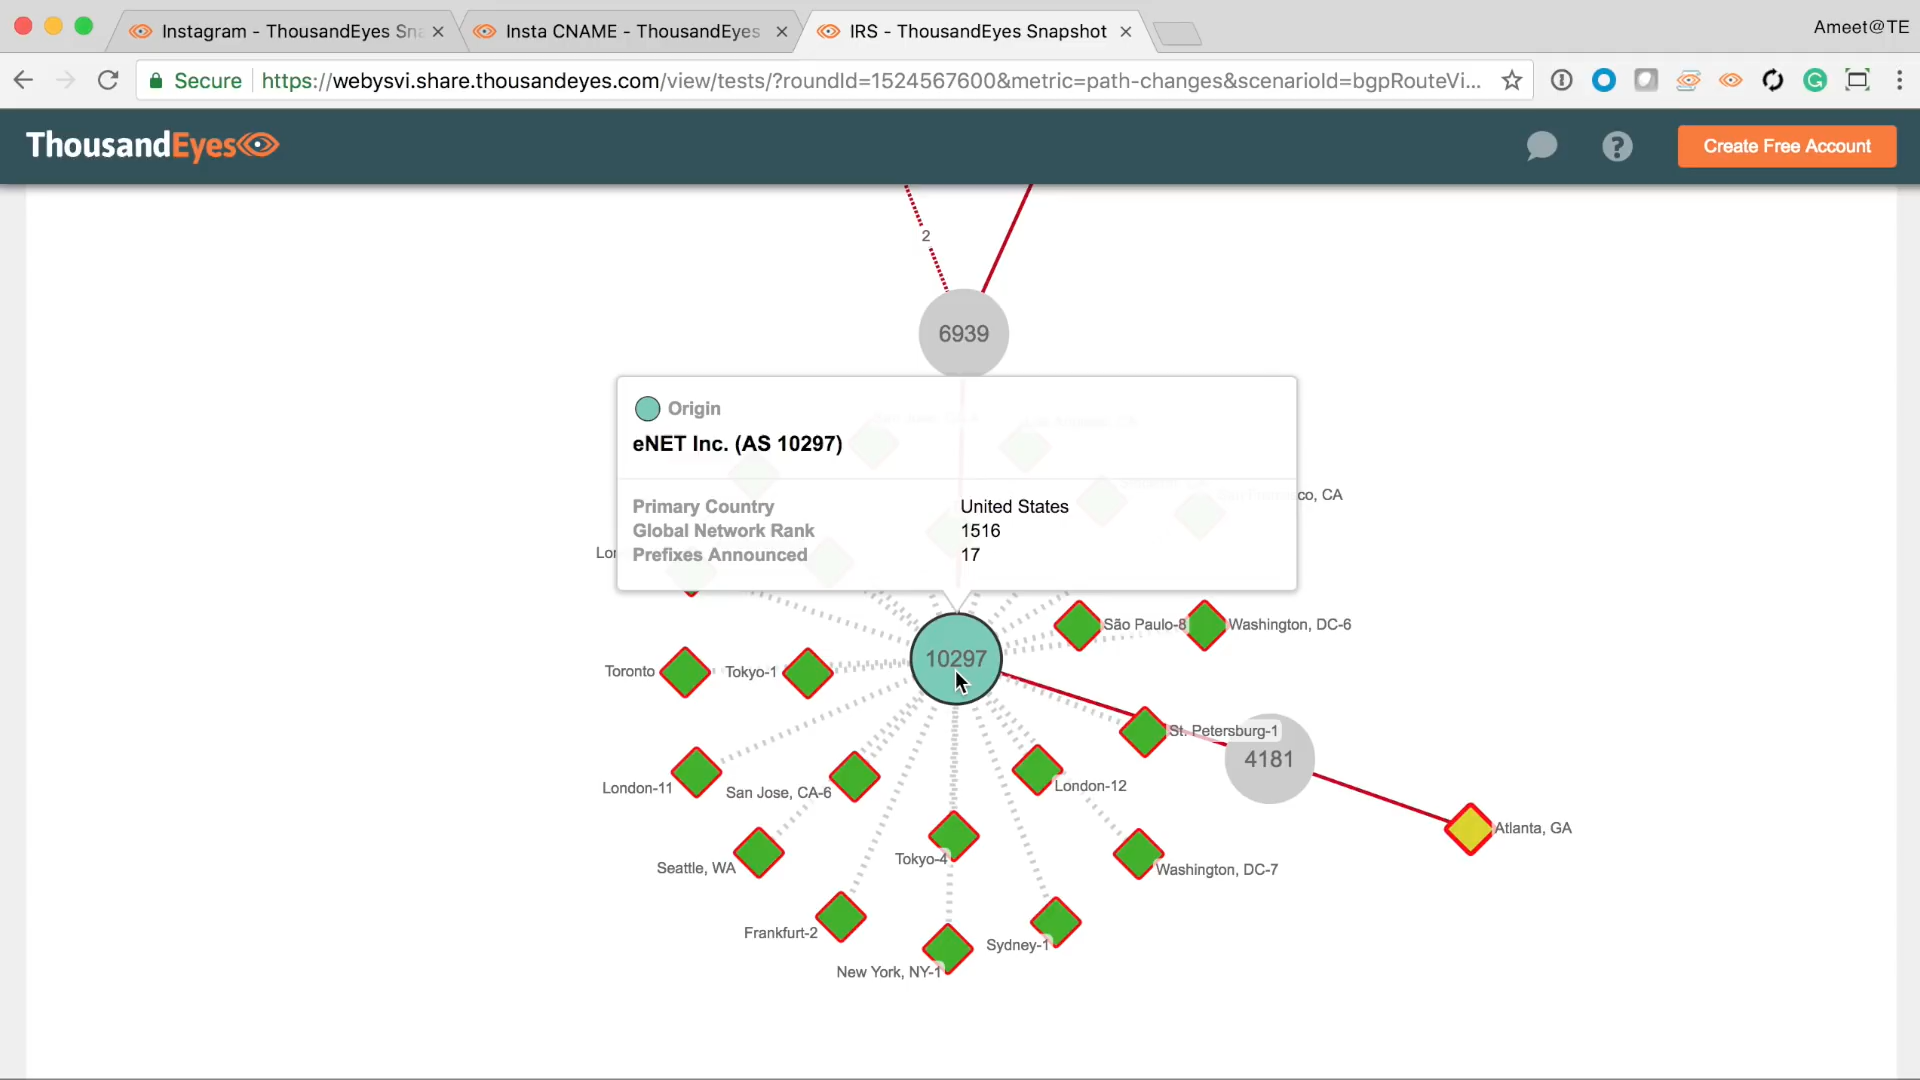 Instagram - ThousandEyes Sna
Insta CNAME - ThousandEyes
IRS - ThousandEyes Snapshot
Ameet@TE
Secure
https://webysvi.share.thousandeyes.com/view/tests/?roundId=1524567600&metric=path-changes&scenarioId=bgpRouteVi...
ThousandEyes
Create Free Account
2
6939
Origin
eNET Inc. (AS 10297)
co, CA
Primary Country United States
Global Network Rank 1516
Prefixes Announced 17
Lon
São Paulo-8
Washington, DC-6
10297
Toronto
Tokyo-1
St. Petersburg-1
4181
London-11
San Jose, CA-6
London-12
Atlanta, GA
Seattle, WA
Tokyo-4
Washington, DC-7
Frankfurt-2
Sydney-1
New York, NY-1